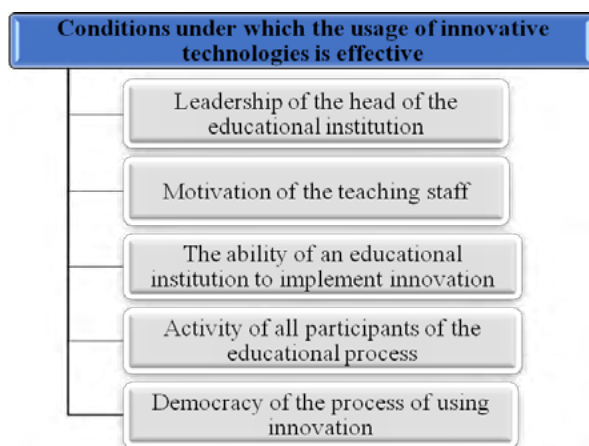 Conditions under which the usage of innovative
technologies is effective
Leadership of the head of the
educational institution
Motivation of the teaching staff
The ability of an educational
institution to implement innovation
Activity of all participants of the
educational process
Democracy of the process of using
innovation